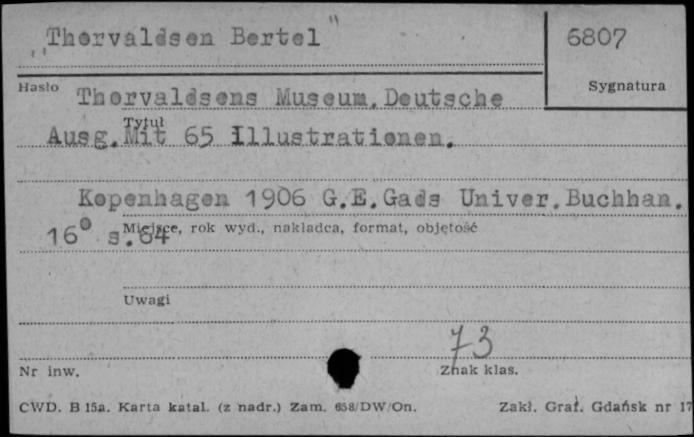 „Thorvaldsen Bertel" 6807
Hasło Sygnatura
Thorvaldsens Museum. Deutsche
Tytuł
Ausg. Mit 65 Illustrationen.
Kopenhagen 1906 G.E.Gads Univer. Buchhan.
Miejsce, rok wyd., nakładca, format, objętość
16° s.64
Uwagi
73
Nr inw. Znak klas.
CWD. B 15a. Karta katal. (z nadr.) Zam. 658/DW/On. Zakł. Graf. Gdańsk nr 17